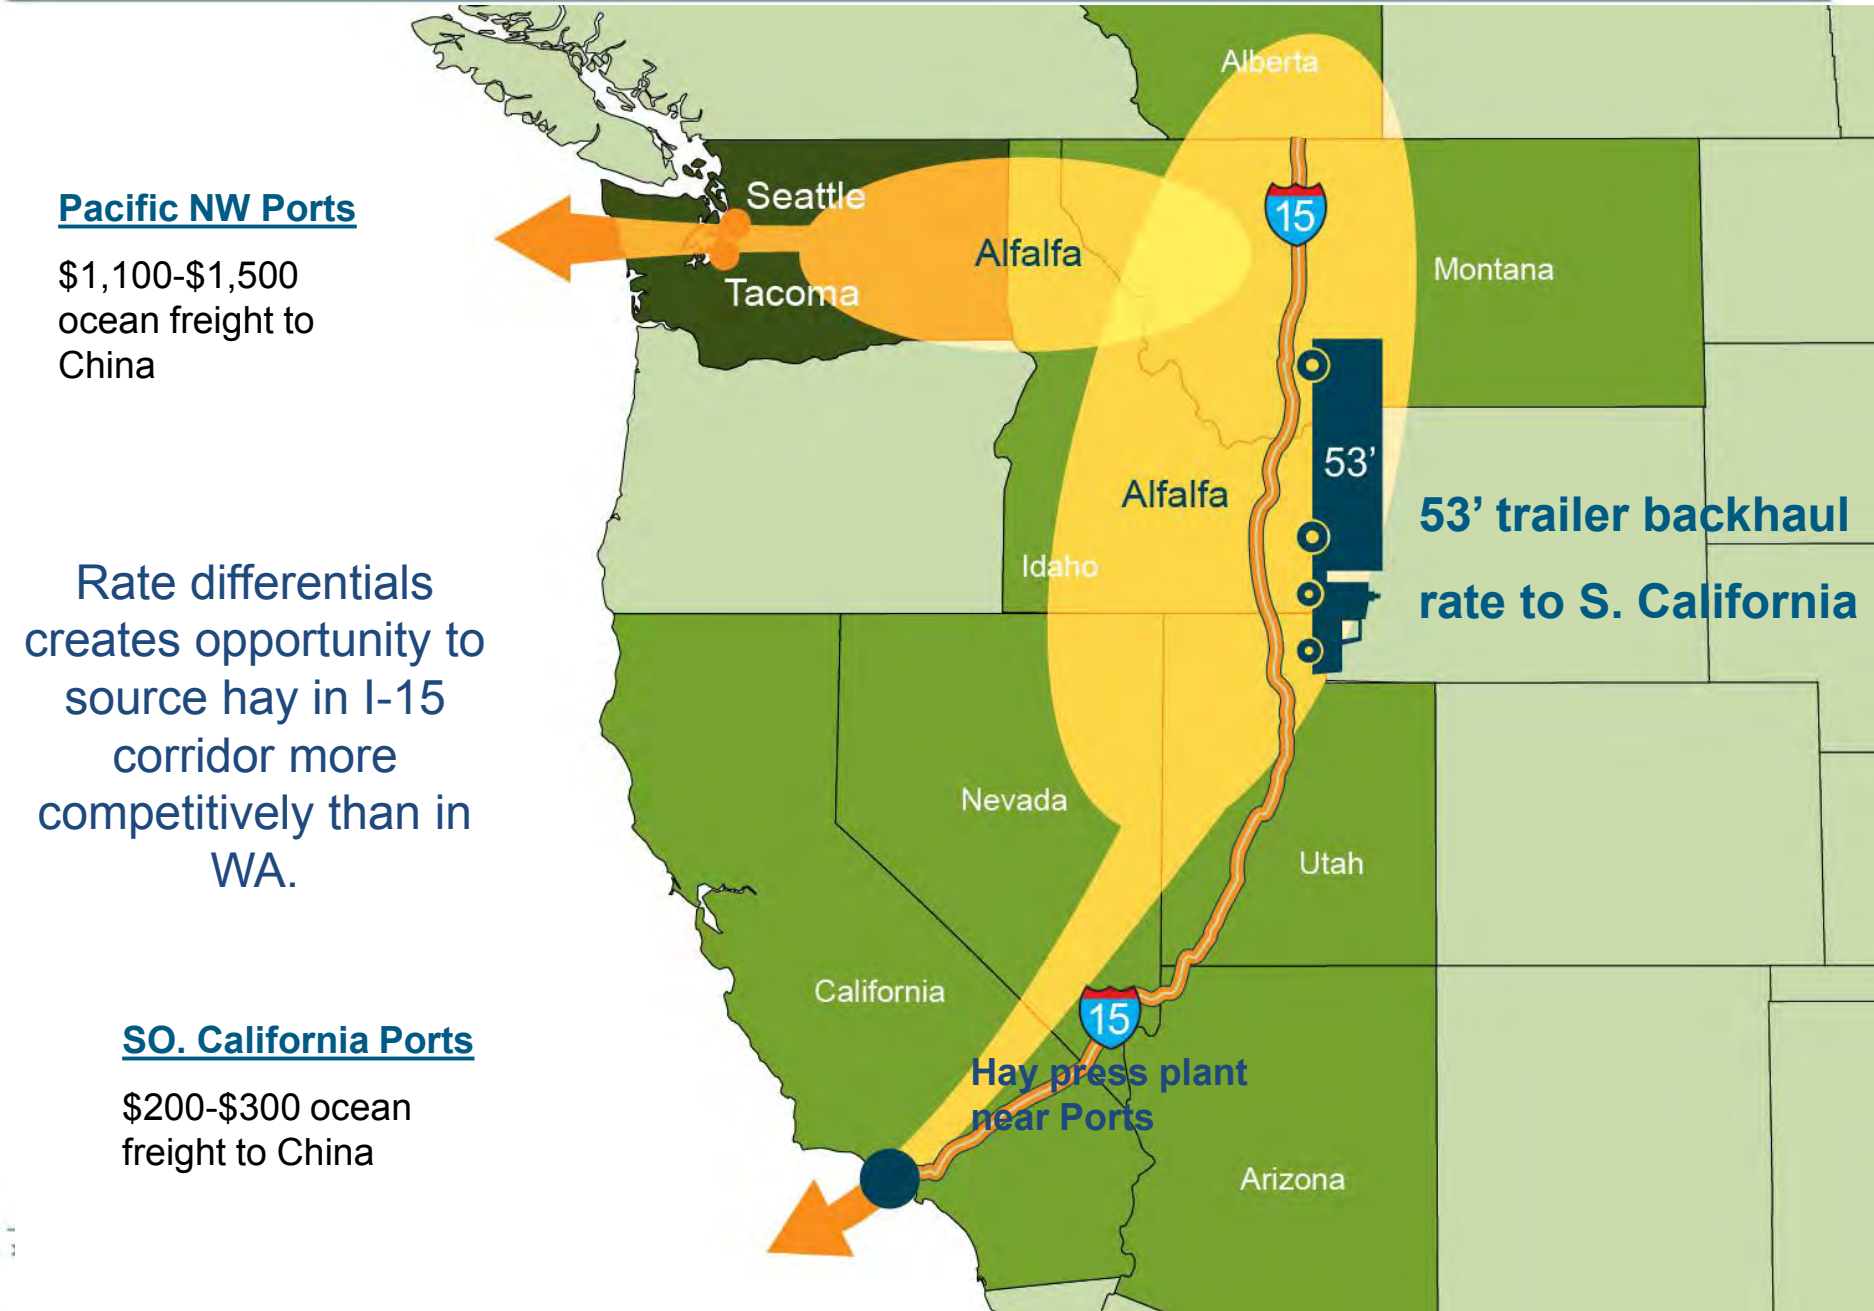 Alberta
Pacific NW Ports
$1,100-$1,500
ocean freight to
China
Seattle
Tacoma
Alfalfa
15
Montana
53'
Alfalfa
Idaho
53’ trailer backhaul
rate to S. California
Rate differentials
creates opportunity to
source hay in I-15
corridor more
competitively than in
WA.
Nevada
Utah
California
15
Hay press plant
near Ports
SO. California Ports
$200-$300 ocean
freight to China
Arizona